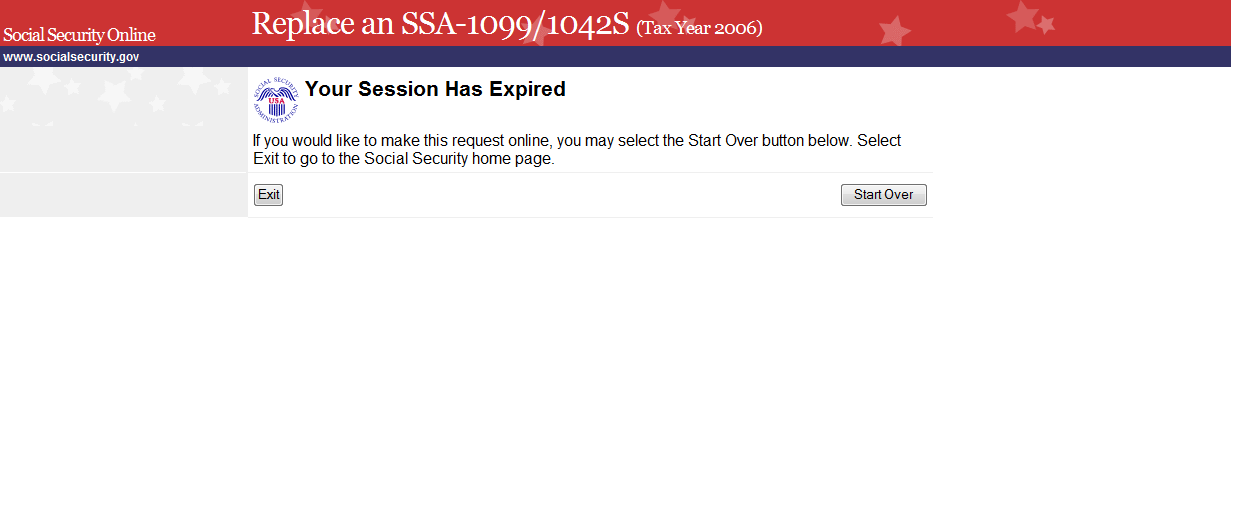 Social Security Online
Replace an SSA-1099/1042S (Tax Year 2006)
www.socialsecurity.gov
SOCIAL SECURITY ADMINISTRATION
USA
Your Session Has Expired
If you would like to make this request online, you may select the Start Over button below. Select
Exit to go to the Social Security home page.
Exit
Start Over